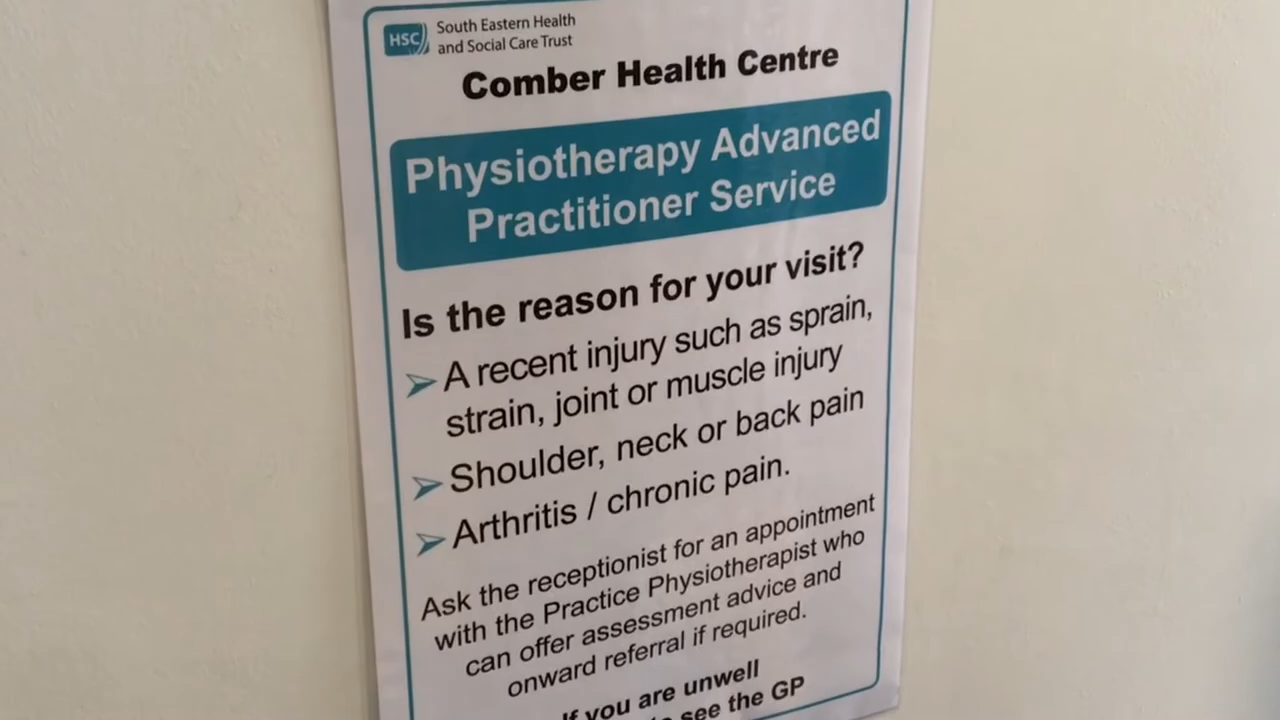 HSC
South Eastern Health
and Social Care Trust
Comber Health Centre
Physiotherapy Advanced
Practitioner Service
Is the reason for your visit?
➢ A recent injury such as sprain,
strain, joint or muscle injury
➢ Shoulder, neck or back pain
➢ Arthritis / chronic pain.
Ask the receptionist for an appointment
with the Practice Physiotherapist who
can offer assessment advice and
onward referral if required.
If you are unwell
see the GP